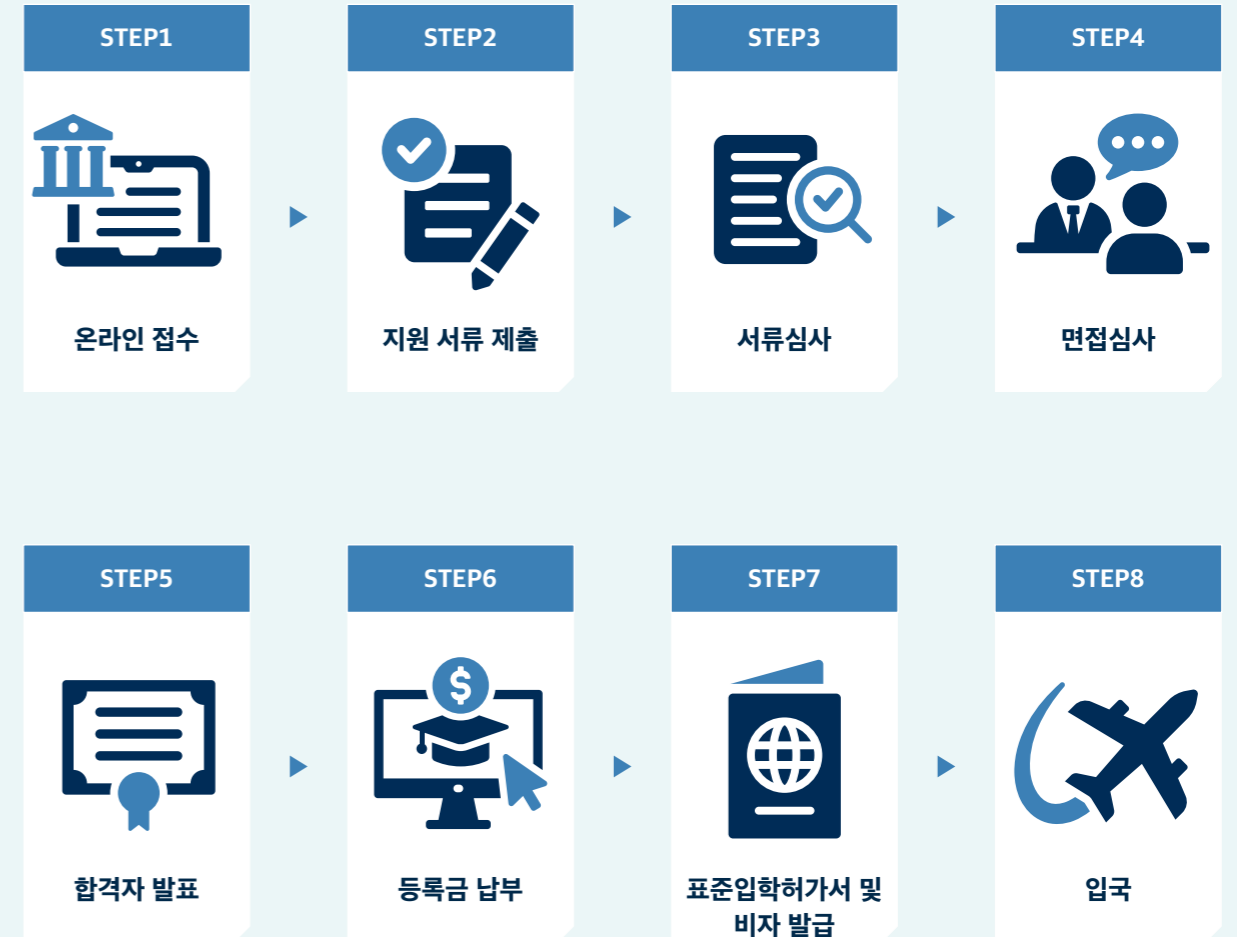 STEP1
온라인 접수
STEP2
지원 서류 제출
STEP3
서류심사
STEP4
면접심사
STEP5
합격자 발표
STEP6
$
등록금 납부
STEP7
표준입학허가서 및
비자 발급
STEP8
입국